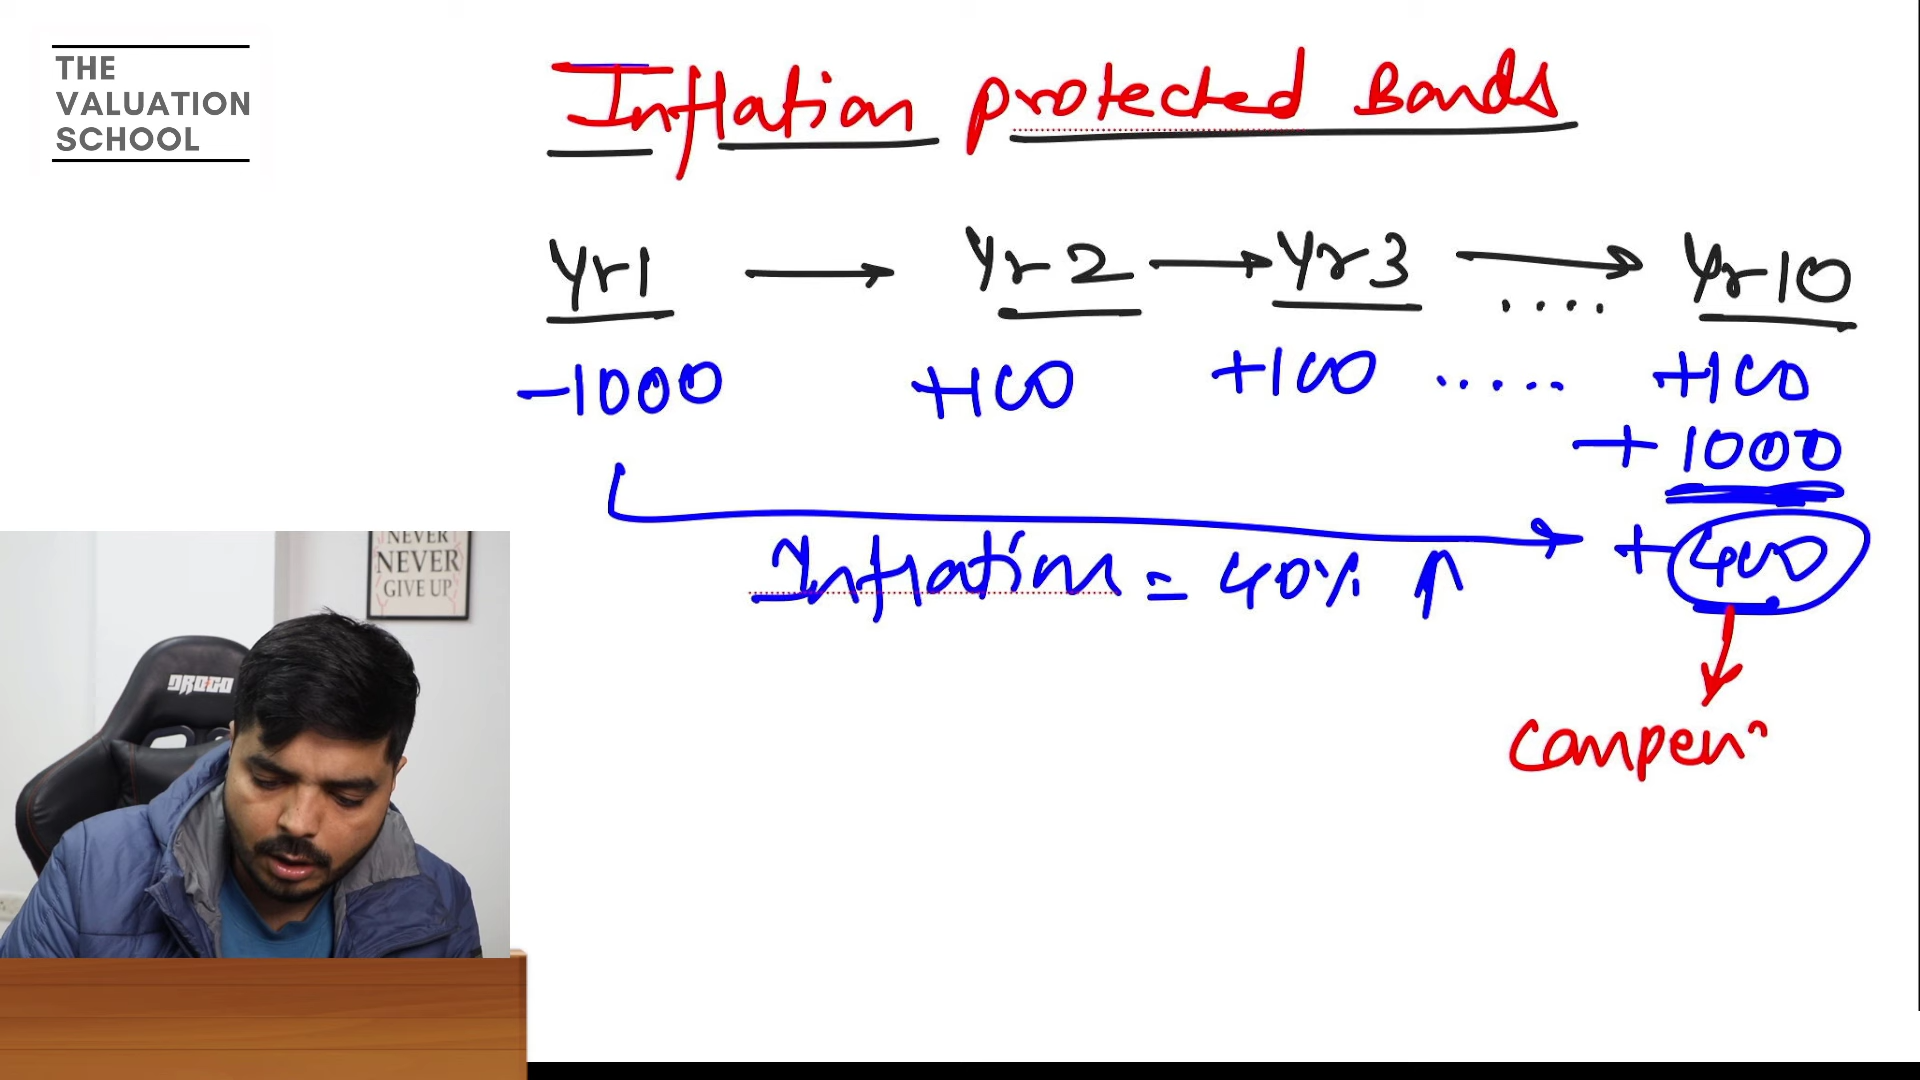 THE
VALUATION
SCHOOL
Inflation protected Bonds
Yr1 → Yr2 → Yr3 ..... → Yr10
-1000 +100 +100 ..... +100
+ 1000
+ 400
Inflation = 40% ↑
compen
NEVER
NEVER
GIVE UP
DROGO